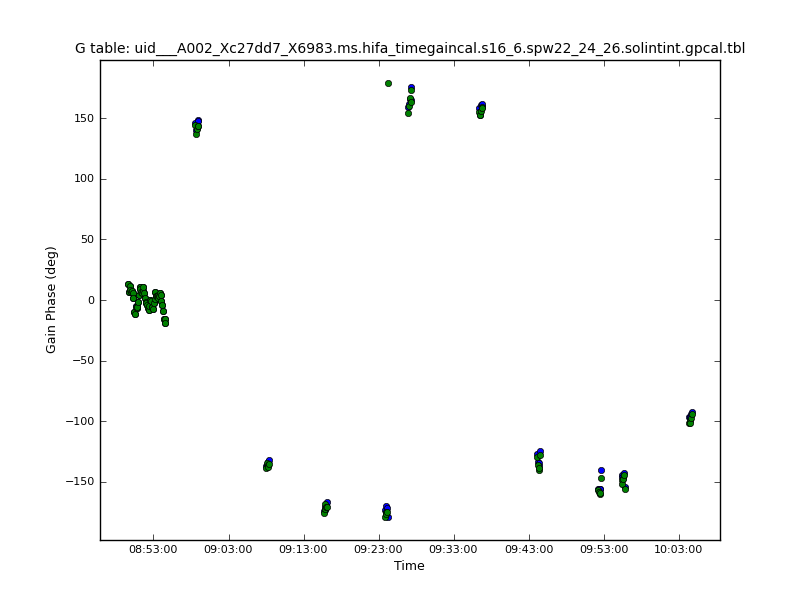 G table: uid___A002_Xc27dd7_X6983.ms.hifa_timegaincal.s16_6.spw22_24_26.solintint.gpcal.tbl
Gain Phase (deg)
150
100
50
0
−50
−100
−150
08:53:00 09:03:00 09:13:00 09:23:00 09:33:00 09:43:00 09:53:00 10:03:00
Time